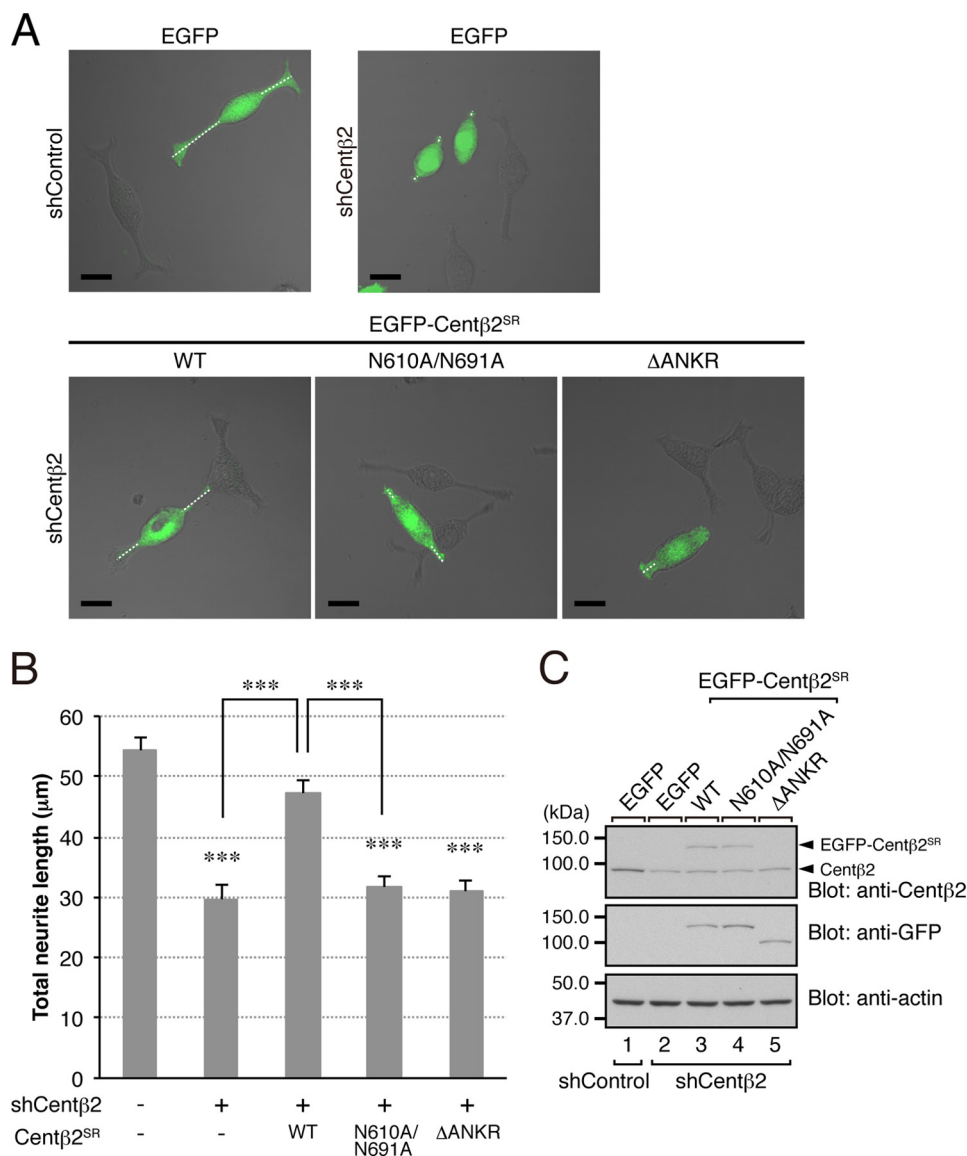 A
EGFP
EGFP
shControl
shCentβ2
EGFP-Centβ2SR
WT
N610A/N691A
ΔANKR
shCentβ2
B
***
***
60
50
40
30
20
10
0
Total neurite length (μm)
***
***
***
shCentβ2 - + + + +
Centβ2SR - - WT N610A/ ΔANKR
N691A
C
EGFP-Centβ2SR
EGFP
EGFP
WT
N610A/N691A
ΔANKR
(kDa)
150.0
100.0
EGFP-Centβ2SR
Centβ2
Blot: anti-Centβ2
150.0
100.0
Blot: anti-GFP
50.0
37.0
Blot: anti-actin
1 2 3 4 5
shControl shCentβ2